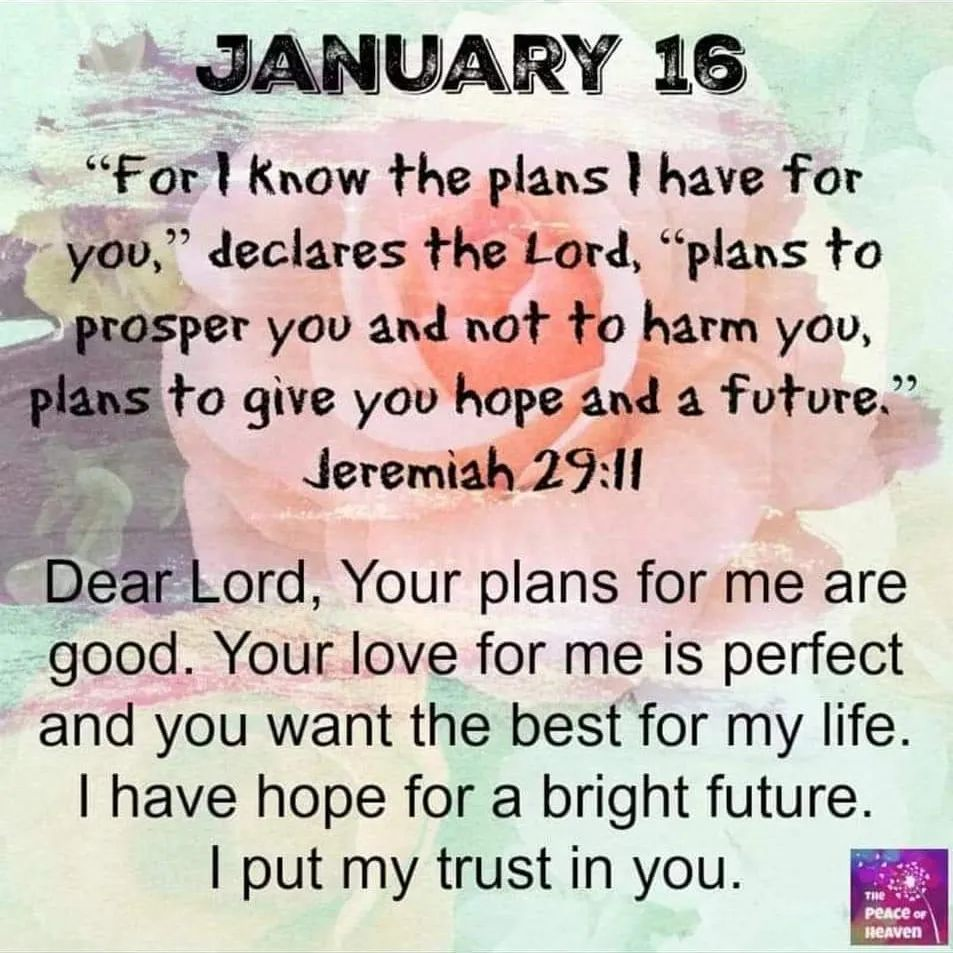 JANUARY 16
“For I know the plans I have for
you,” declares the Lord, “plans to
prosper you and not to harm you,
plans to give you hope and a future.”
Jeremiah 29:11
Dear Lord, Your plans for me are
good. Your love for me is perfect
and you want the best for my life.
I have hope for a bright future.
I put my trust in you.
THE
PEACE OF
HEAVEN